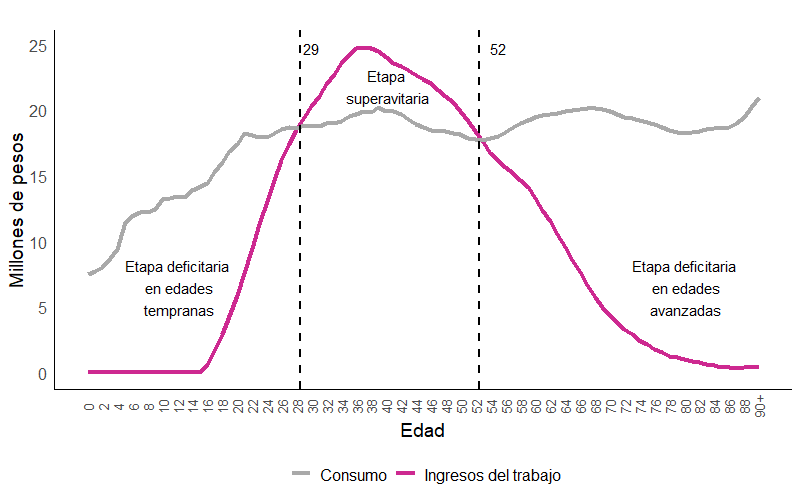 Millones de pesos
25
20
15
10
5
0
29
52
Etapa
superavitaria
Etapa deficitaria
en edades
tempranas
Etapa deficitaria
en edades
avanzadas
0 2 4 6 8 10 12 14 16 18 20 22 24 26 28 30 32 34 36 38 40 42 44 46 48 50 52 54 56 58 60 62 64 66 68 70 72 74 76 78 80 82 84 86 88 90+
Edad
Consumo Ingresos del trabajo